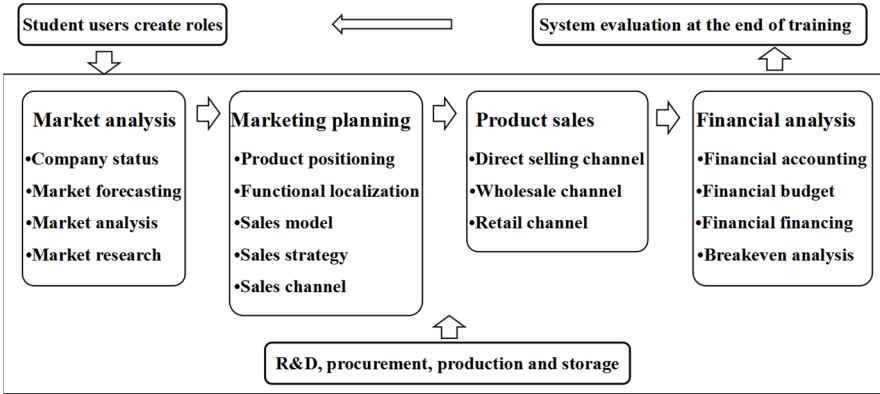 Student users create roles
System evaluation at the end of training
Market analysis
•Company status
•Market forecasting
•Market analysis
•Market research
Marketing planning
•Product positioning
•Functional localization
•Sales model
•Sales strategy
•Sales channel
Product sales
•Direct selling channel
•Wholesale channel
•Retail channel
Financial analysis
•Financial accounting
•Financial budget
•Financial financing
•Breakeven analysis
R&D, procurement, production and storage